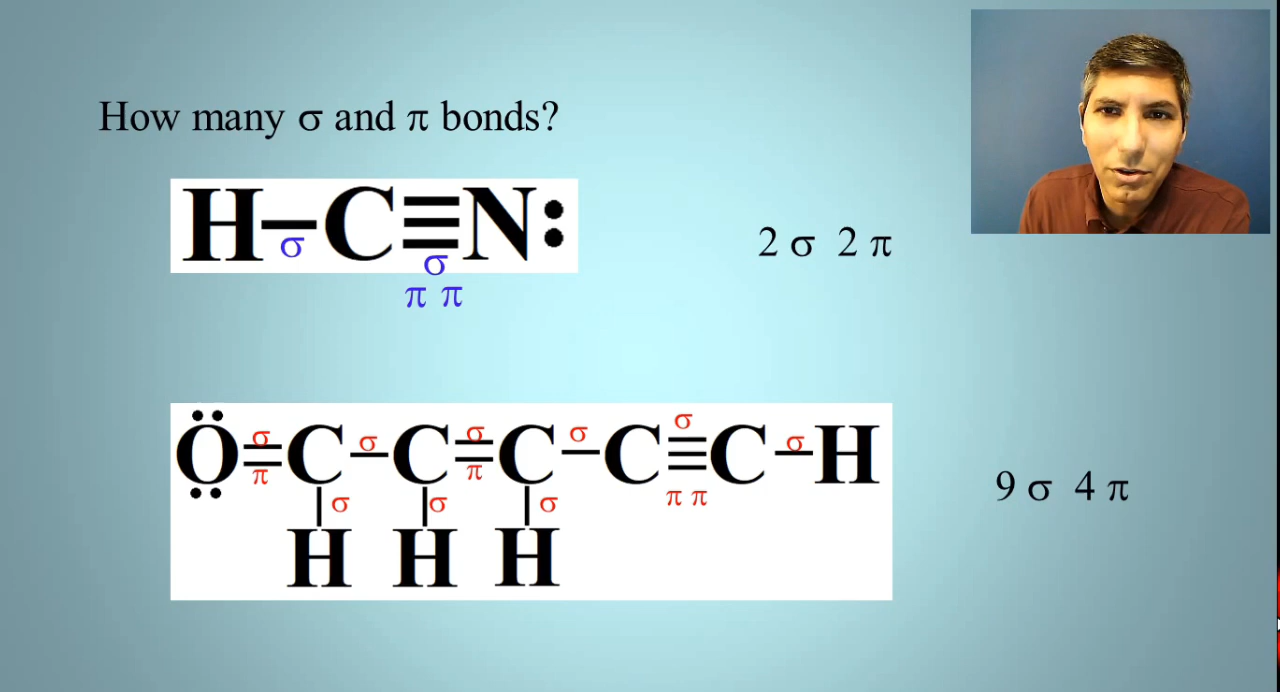 How many σ and π bonds?
H–C≡N:
σ
σ
π π
2 σ 2 π
σ
Ö=C–C=C–C≡C–H
σ σ σ σ σ
π π π π
σ σ σ
H H H
9 σ 4 π